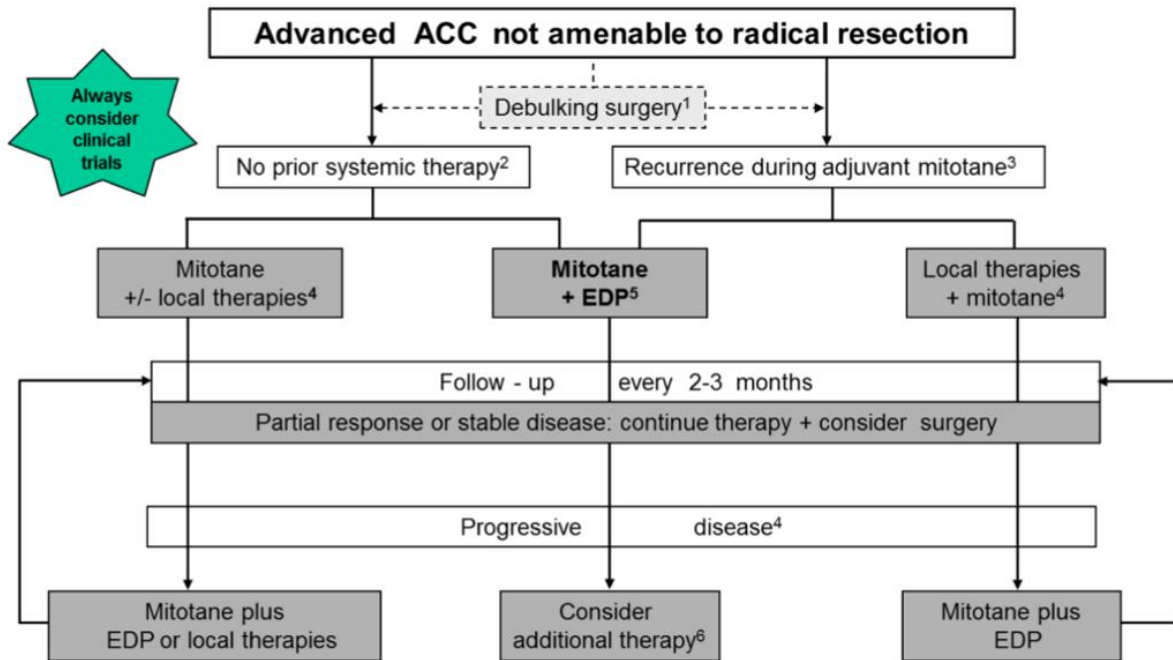 Advanced ACC not amenable to radical resection
Always
consider
clinical
trials
Debulking surgery¹
No prior systemic therapy²
Recurrence during adjuvant mitotane³
Mitotane
+/- local therapies⁴
Mitotane
+ EDP⁵
Local therapies
+ mitotane⁴
Follow - up every 2-3 months
Partial response or stable disease: continue therapy + consider surgery
Progressive disease⁴
Mitotane plus
EDP or local therapies
Consider
additional therapy⁶
Mitotane plus
EDP